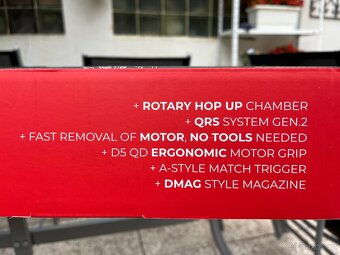 + ROTARY HOP UP CHAMBER
+ QRS SYSTEM GEN.2
+ FAST REMOVAL OF MOTOR, NO TOOLS NEEDED
+ D5 QD ERGONOMIC MOTOR GRIP
+ A-STYLE MATCH TRIGGER
+ DMAG STYLE MAGAZINE